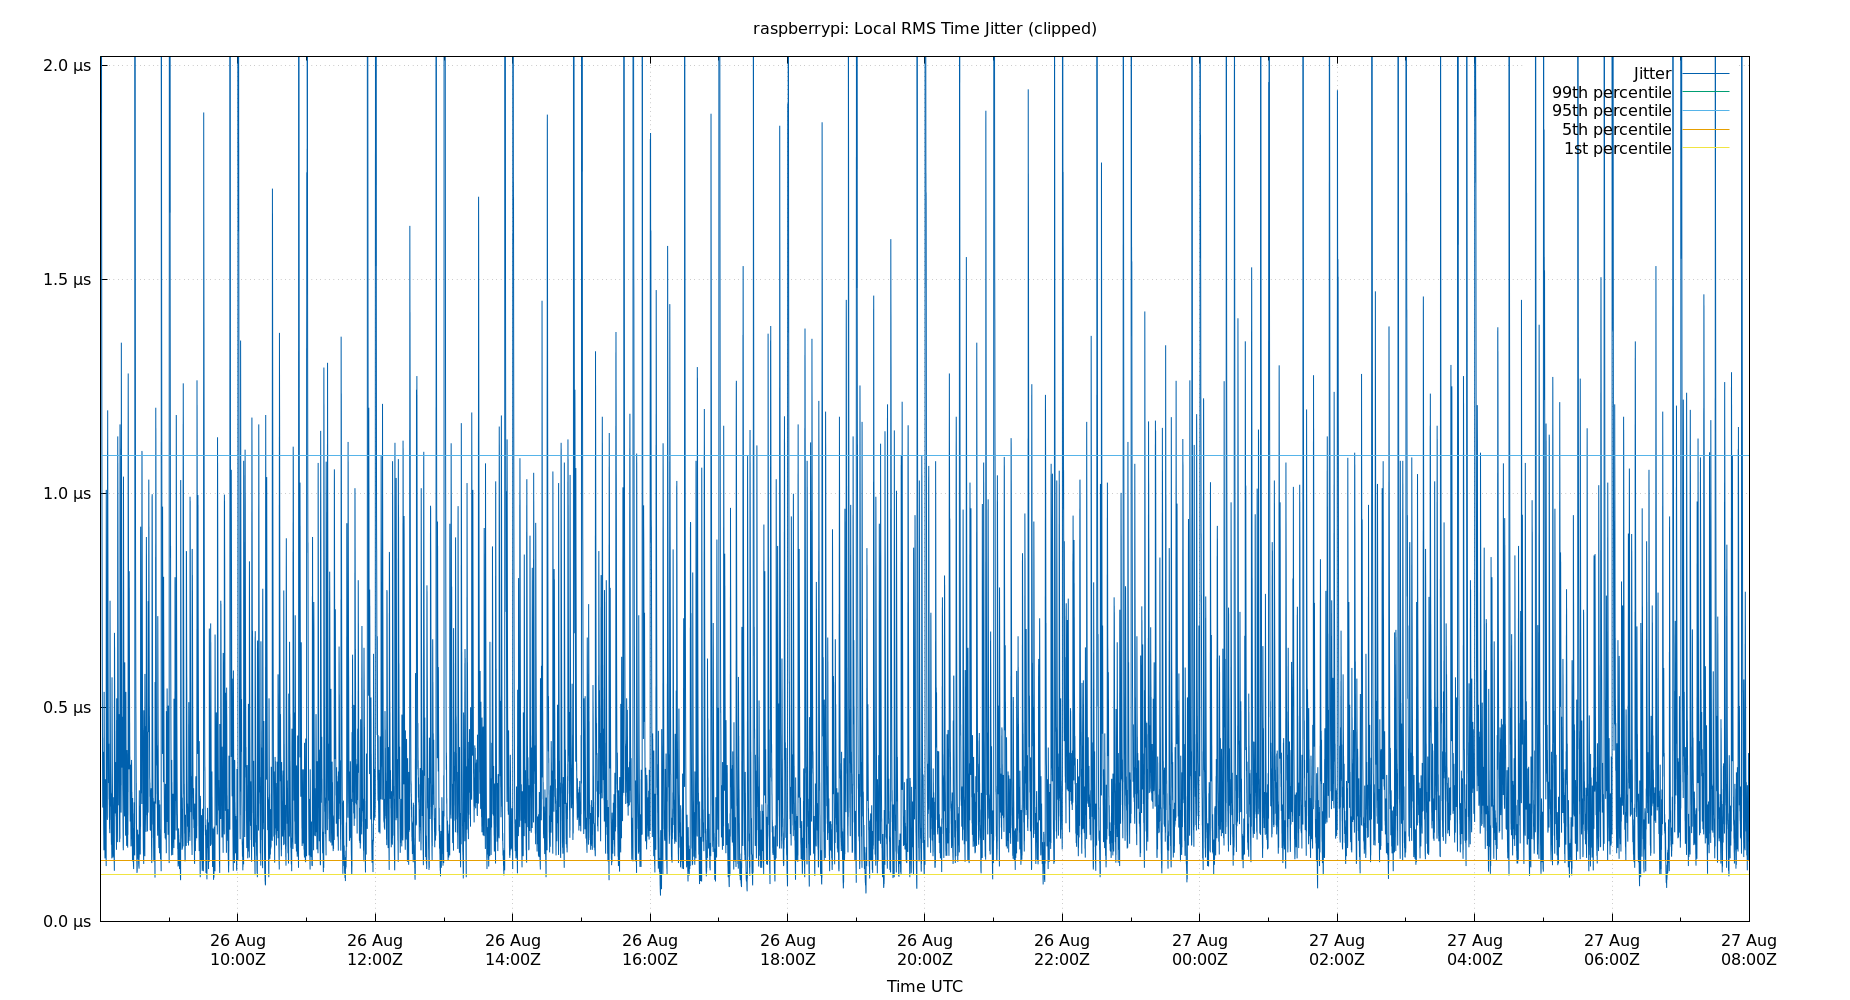 raspberrypi: Local RMS Time Jitter (clipped)
2.0 µs
1.5 µs
1.0 µs
0.5 µs
0.0 µs
Jitter
99th percentile
95th percentile
5th percentile
1st percentile
26 Aug 26 Aug 26 Aug 26 Aug 26 Aug 26 Aug 26 Aug 27 Aug 27 Aug 27 Aug 27 Aug 27 Aug
10:00Z 12:00Z 14:00Z 16:00Z 18:00Z 20:00Z 22:00Z 00:00Z 02:00Z 04:00Z 06:00Z 08:00Z
Time UTC